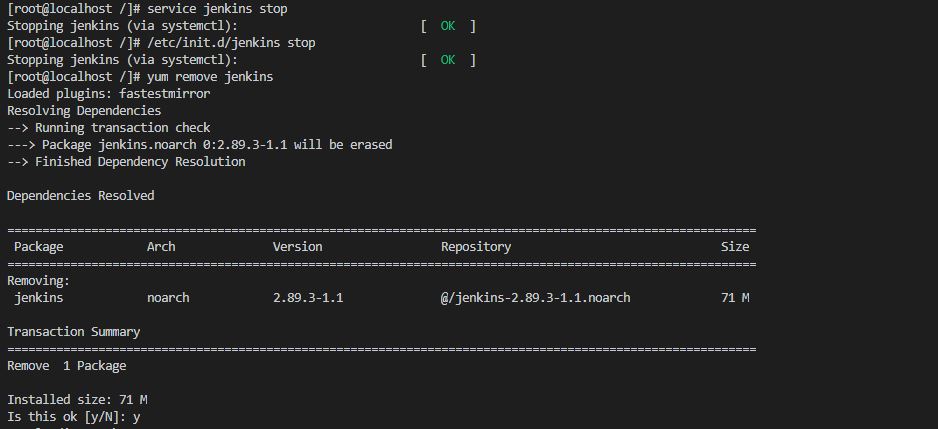 [root@localhost /]# service jenkins stop
Stopping jenkins (via systemctl): [ OK ]
[root@localhost /]# /etc/init.d/jenkins stop
Stopping jenkins (via systemctl): [ OK ]
[root@localhost /]# yum remove jenkins
Loaded plugins: fastestmirror
Resolving Dependencies
--> Running transaction check
---> Package jenkins.noarch 0:2.89.3-1.1 will be erased
--> Finished Dependency Resolution
Dependencies Resolved
Package Arch Version Repository Size
Removing:
jenkins noarch 2.89.3-1.1 @/jenkins-2.89.3-1.1.noarch 71 M
Transaction Summary
Remove 1 Package
Installed size: 71 M
Is this ok [y/N]: y